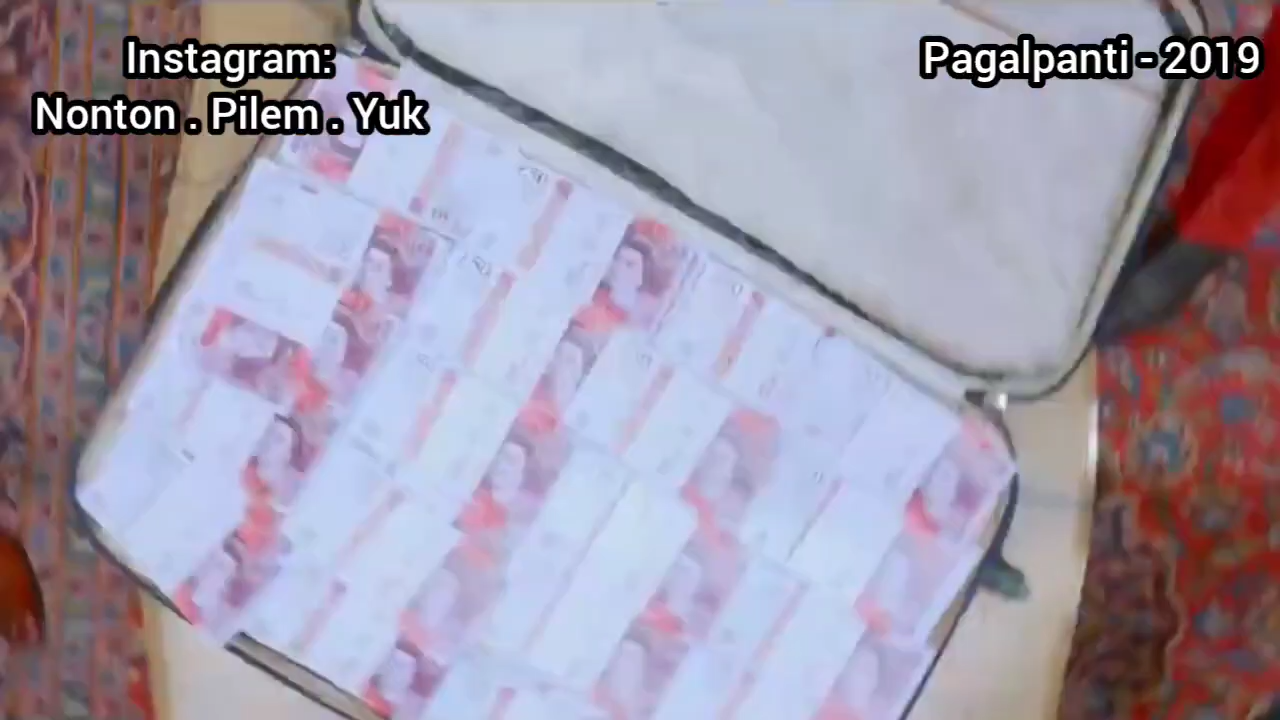 Instagram:
Nonton . Pilem . Yuk
Pagalpanti - 2019